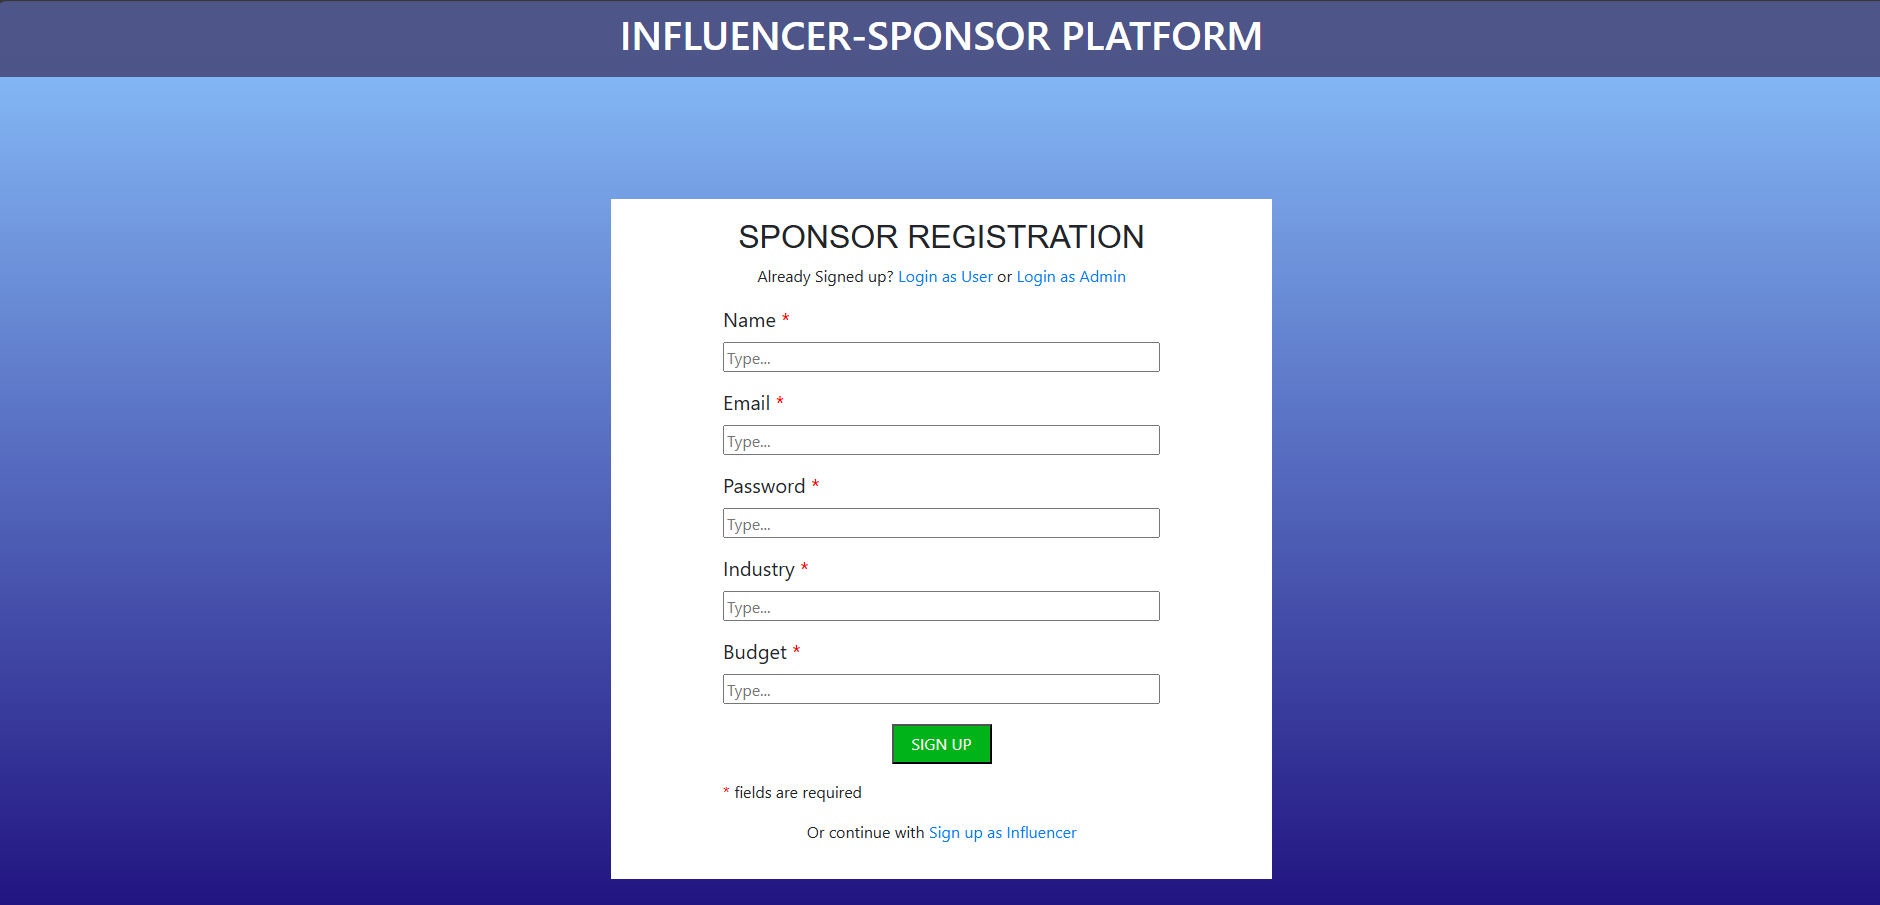 INFLUENCER-SPONSOR PLATFORM
SPONSOR REGISTRATION
Already Signed up? Login as User or Login as Admin
Name *
Type...
Email *
Type...
Password *
Type...
Industry *
Type...
Budget *
Type...
SIGN UP
* fields are required
Or continue with Sign up as Influencer